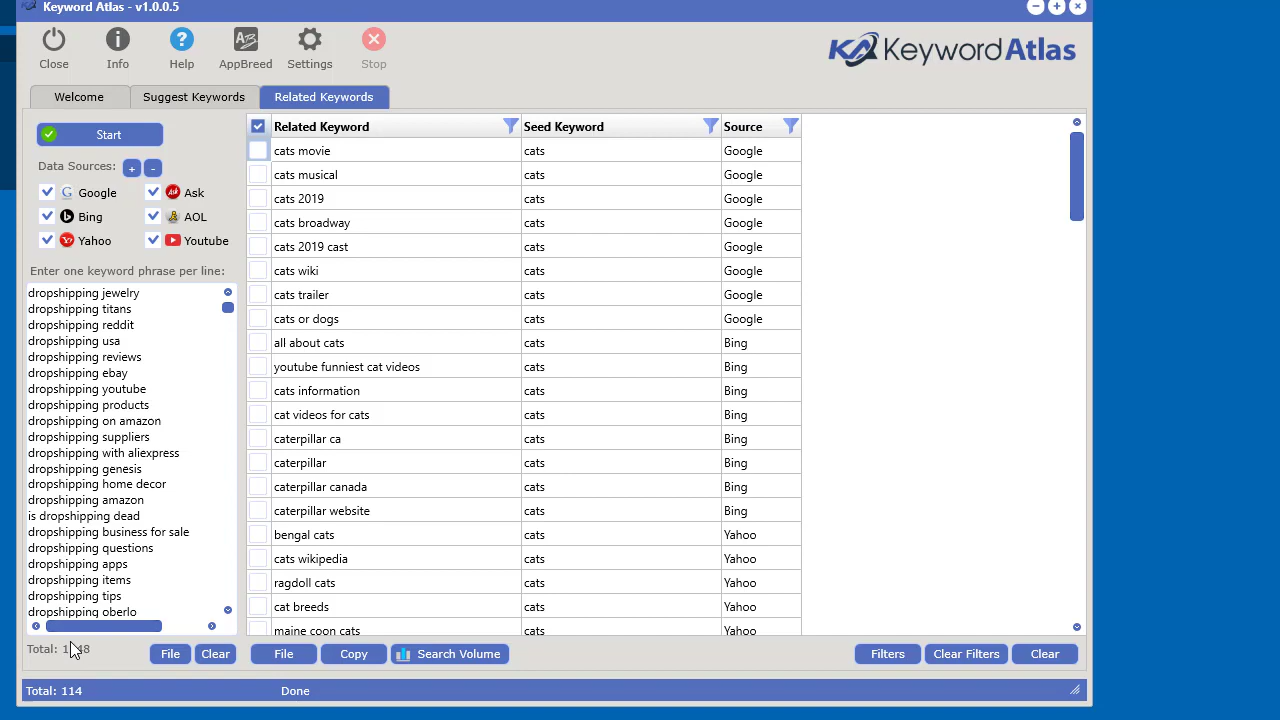 Keyword Atlas - v1.0.0.5
Close
Info
Help
AppBreed
Settings
Stop
KeywordAtlas
Welcome
Suggest Keywords
Related Keywords
Start
Data Sources: + -
Google
Ask
Bing
AOL
Yahoo
Youtube
Enter one keyword phrase per line:
dropshipping jewelry
dropshipping titans
dropshipping reddit
dropshipping usa
dropshipping reviews
dropshipping ebay
dropshipping youtube
dropshipping products
dropshipping on amazon
dropshipping suppliers
dropshipping with aliexpress
dropshipping genesis
dropshipping home decor
dropshipping amazon
is dropshipping dead
dropshipping business for sale
dropshipping questions
dropshipping apps
dropshipping items
dropshipping tips
dropshipping oberlo
Total:
File
Clear
Related Keyword Seed Keyword Source
cats movie cats Google
cats musical cats Google
cats 2019 cats Google
cats broadway cats Google
cats 2019 cast cats Google
cats wiki cats Google
cats trailer cats Google
cats or dogs cats Google
all about cats cats Bing
youtube funniest cat videos cats Bing
cats information cats Bing
cat videos for cats cats Bing
caterpillar ca cats Bing
caterpillar cats Bing
caterpillar canada cats Bing
caterpillar website cats Bing
bengal cats cats Yahoo
cats wikipedia cats Yahoo
ragdoll cats cats Yahoo
cat breeds cats Yahoo
maine coon cats cats Yahoo
File
Copy
Search Volume
Filters
Clear Filters
Clear
Total: 114
Done